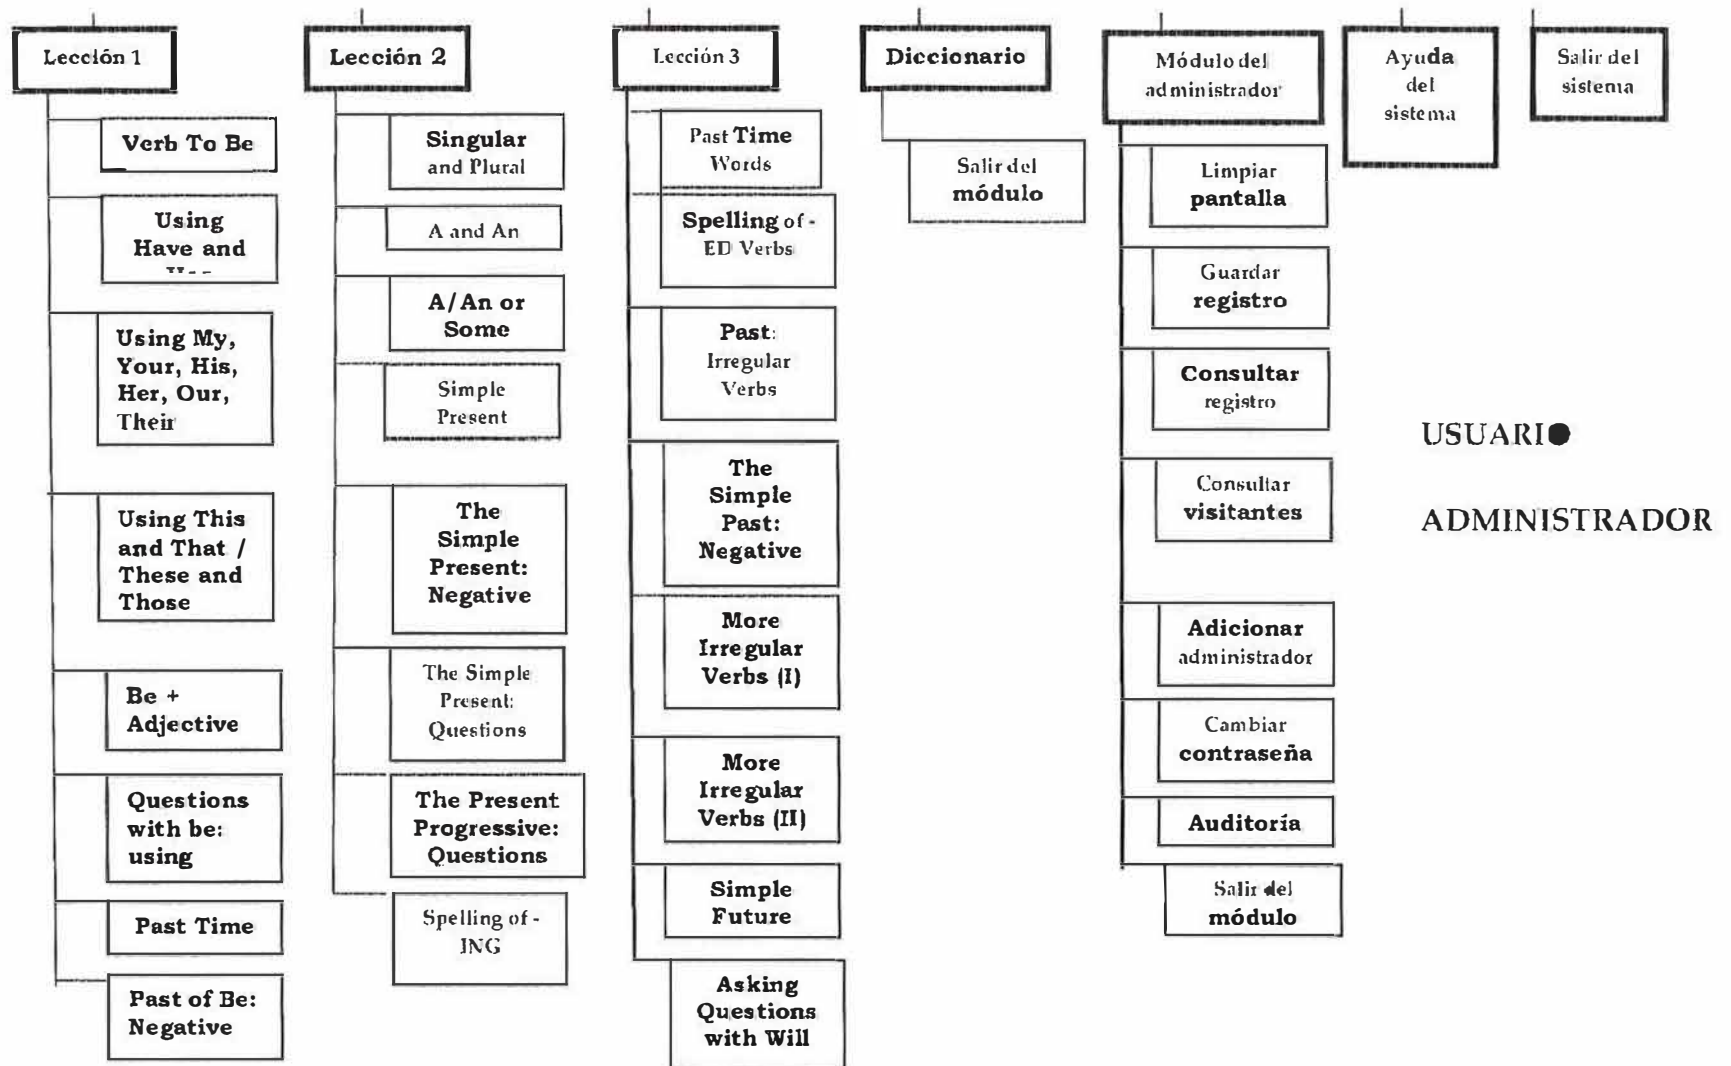 Lección 1
Verb To Be
Using
Have and
Using My,
Your, His,
Her, Our,
Their
Using This
and That /
These and
Those
Be +
Adjective
Questions
with be:
using
Past Time
Past of Be:
Negative
Lección 2
Singular
and Plural
A and An
A/An or
Some
Simple
Present
The
Simple
Present:
Negative
The Simple
Present:
Questions
The Present
Progressive:
Questions
Spelling of -
ING
Lección 3
Past Time
Words
Spelling of -
ED Verbs
Past:
Irregular
Verbs
The
Simple
Past:
Negative
More
Irregular
Verbs (I)
More
Irregular
Verbs (II)
Simple
Future
Asking
Questions
with Will
Diccionario
Salir del
módulo
Módulo del
administrador
Limpiar
pantalla
Guardar
registro
Consultar
registro
Consultar
visitantes
Adicionar
administrador
Cambiar
contraseña
Auditoría
Salir del
módulo
Ayuda
del
sistema
Salir del
sistema
USUARIO
ADMINISTRADOR